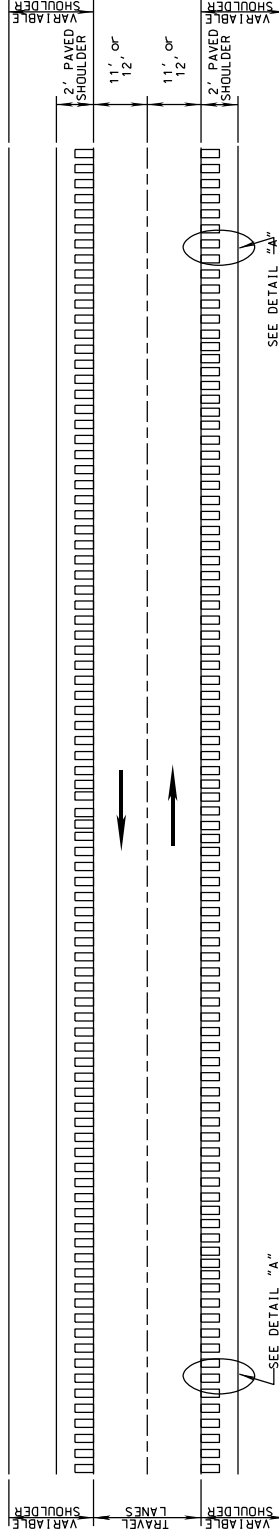 VARIABLE
SHOULDER
2' PAVED
SHOULDER
11' or
12'
11' or
12'
2' PAVED
SHOULDER
VARIABLE
SHOULDER
SEE DETAIL "A"
SEE DETAIL "A"
VARIABLE
SHOULDER
TRAVEL
LANES
VARIABLE
SHOULDER